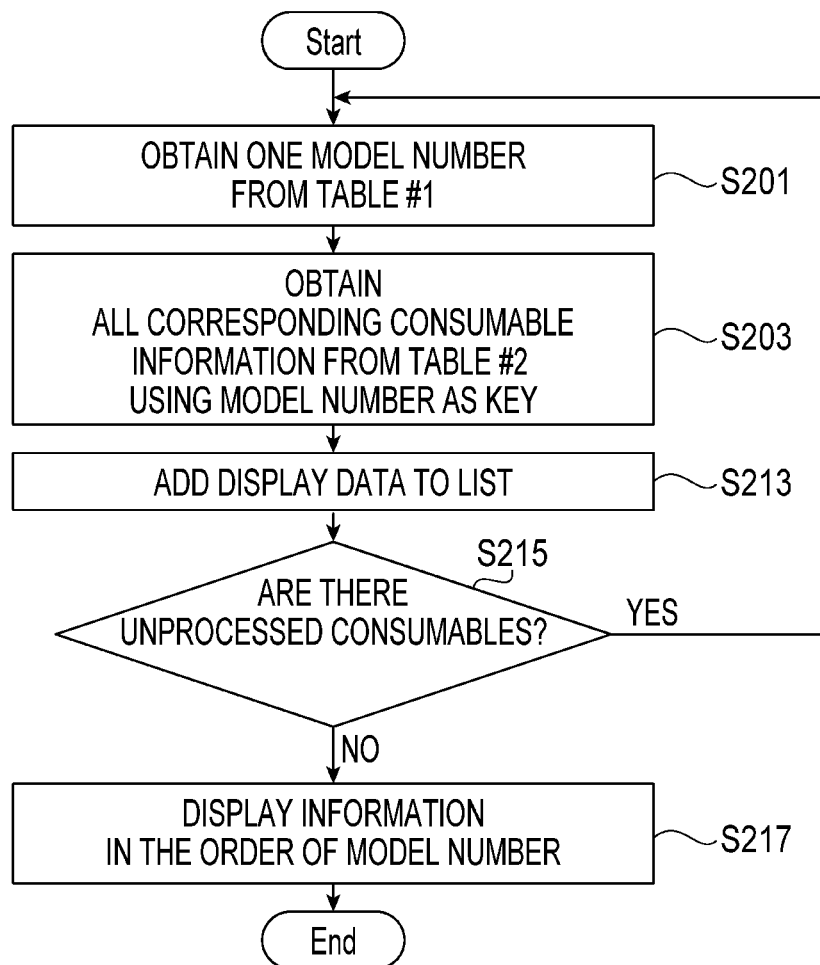 Start
OBTAIN ONE MODEL NUMBER
FROM TABLE #1
S201
OBTAIN
ALL CORRESPONDING CONSUMABLE
INFORMATION FROM TABLE #2
USING MODEL NUMBER AS KEY
S203
ADD DISPLAY DATA TO LIST
S213
S215
ARE THERE
UNPROCESSED CONSUMABLES?
YES
NO
DISPLAY INFORMATION
IN THE ORDER OF MODEL NUMBER
S217
End